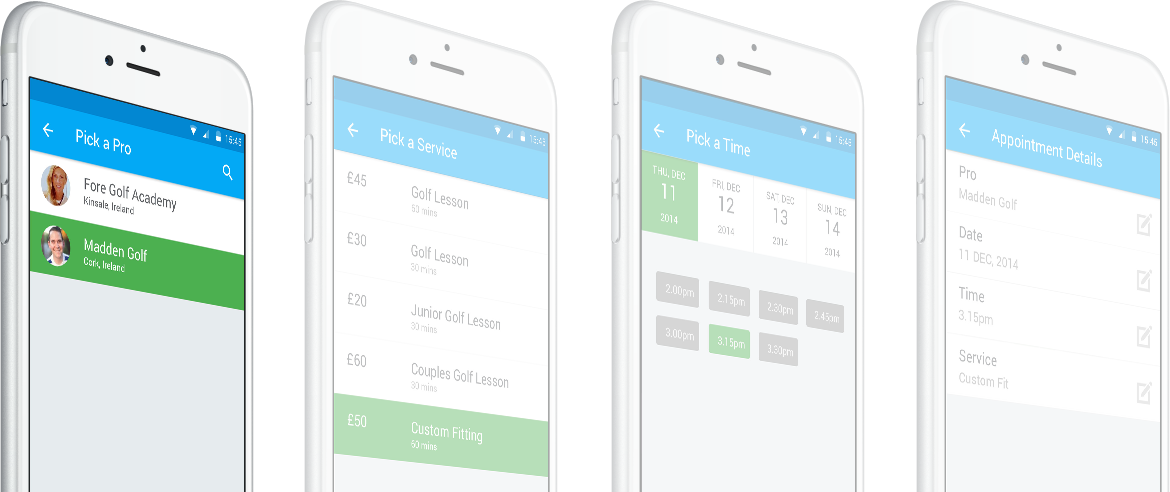 15:45
Pick a Pro
Fore Golf Academy
Kinsale, Ireland
Madden Golf
Cork, Ireland
15:45
Pick a Service
£45
Golf Lesson
60 mins
£30
Golf Lesson
30 mins
£20
Junior Golf Lesson
30 mins
£60
Couples Golf Lesson
30 mins
£50
Custom Fitting
60 mins
15:45
Pick a Time
THU, DEC
11
2014
FRI, DEC
12
2014
SAT DEC
13
2014
SUN, DEC
14
2014
2.00pm
2.15pm
2.30pm
2.45pm
3.00pm
3.15pm
3.30pm
15:45
Appointment Details
Pro
Madden Golf
Date
11 DEC, 2014
Time
3.15pm
Service
Custom Fit